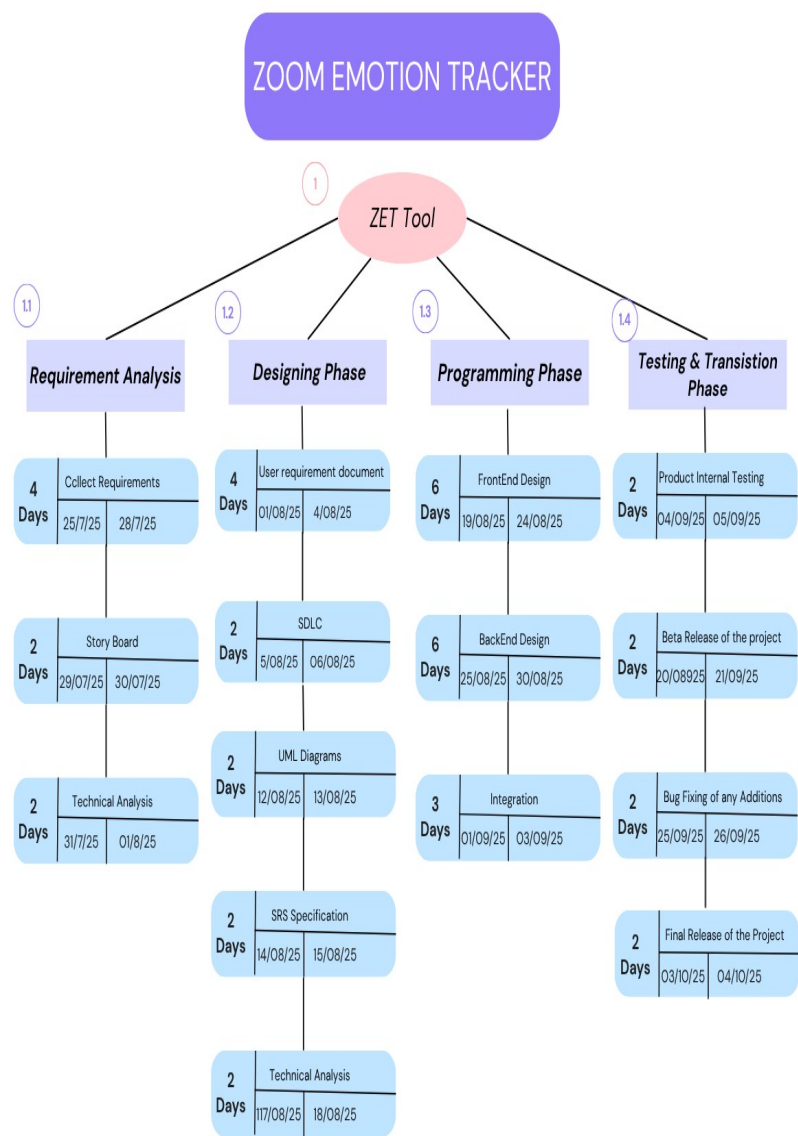 ZOOM EMOTION TRACKER
1
ZET Tool
1.1
Requirement Analysis
4
Days
Collect Requirements
25/7/25 28/7/25
2
Days
Story Board
29/07/25 30/07/25
2
Days
Technical Analysis
31/7/25 01/8/25
1.2
Designing Phase
4
Days
User requirement document
01/08/25 4/08/25
2
Days
SDLC
5/08/25 06/08/25
2
Days
UML Diagrams
12/08/25 13/08/25
2
Days
SRS Specification
14/08/25 15/08/25
2
Days
Technical Analysis
117/08/25 18/08/25
1.3
Programming Phase
6
Days
FrontEnd Design
19/08/25 24/08/25
6
Days
BackEnd Design
25/08/25 30/08/25
3
Days
Integration
01/09/25 03/09/25
1.4
Testing & Transistion
Phase
2
Days
Product Internal Testing
04/09/25 05/09/25
2
Days
Beta Release of the project
20/08925 21/09/25
2
Days
Bug Fixing of any Additions
25/09/25 26/09/25
2
Days
Final Release of the Project
03/10/25 04/10/25